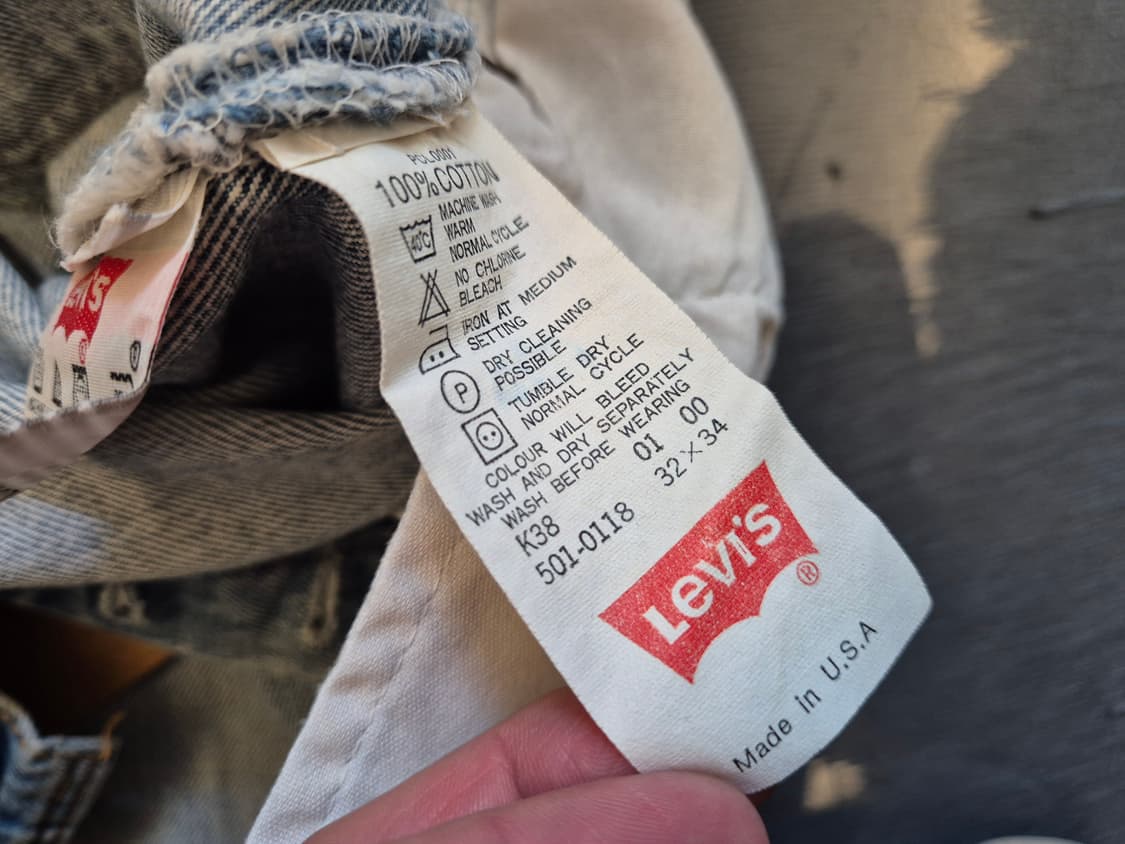 PCL0001
100% COTTON
40°C
MACHINE WASH
WARM
NORMAL CYCLE
NO CHLORINE
BLEACH
IRON AT MEDIUM
SETTING
P
DRY CLEANING
POSSIBLE
TUMBLE DRY
NORMAL CYCLE
COLOUR WILL BLEED
WASH AND DRY SEPARATELY
WASH BEFORE WEARING
01 00
K38
32 × 34
501-0118
Levi's
®
Made in U.S.A